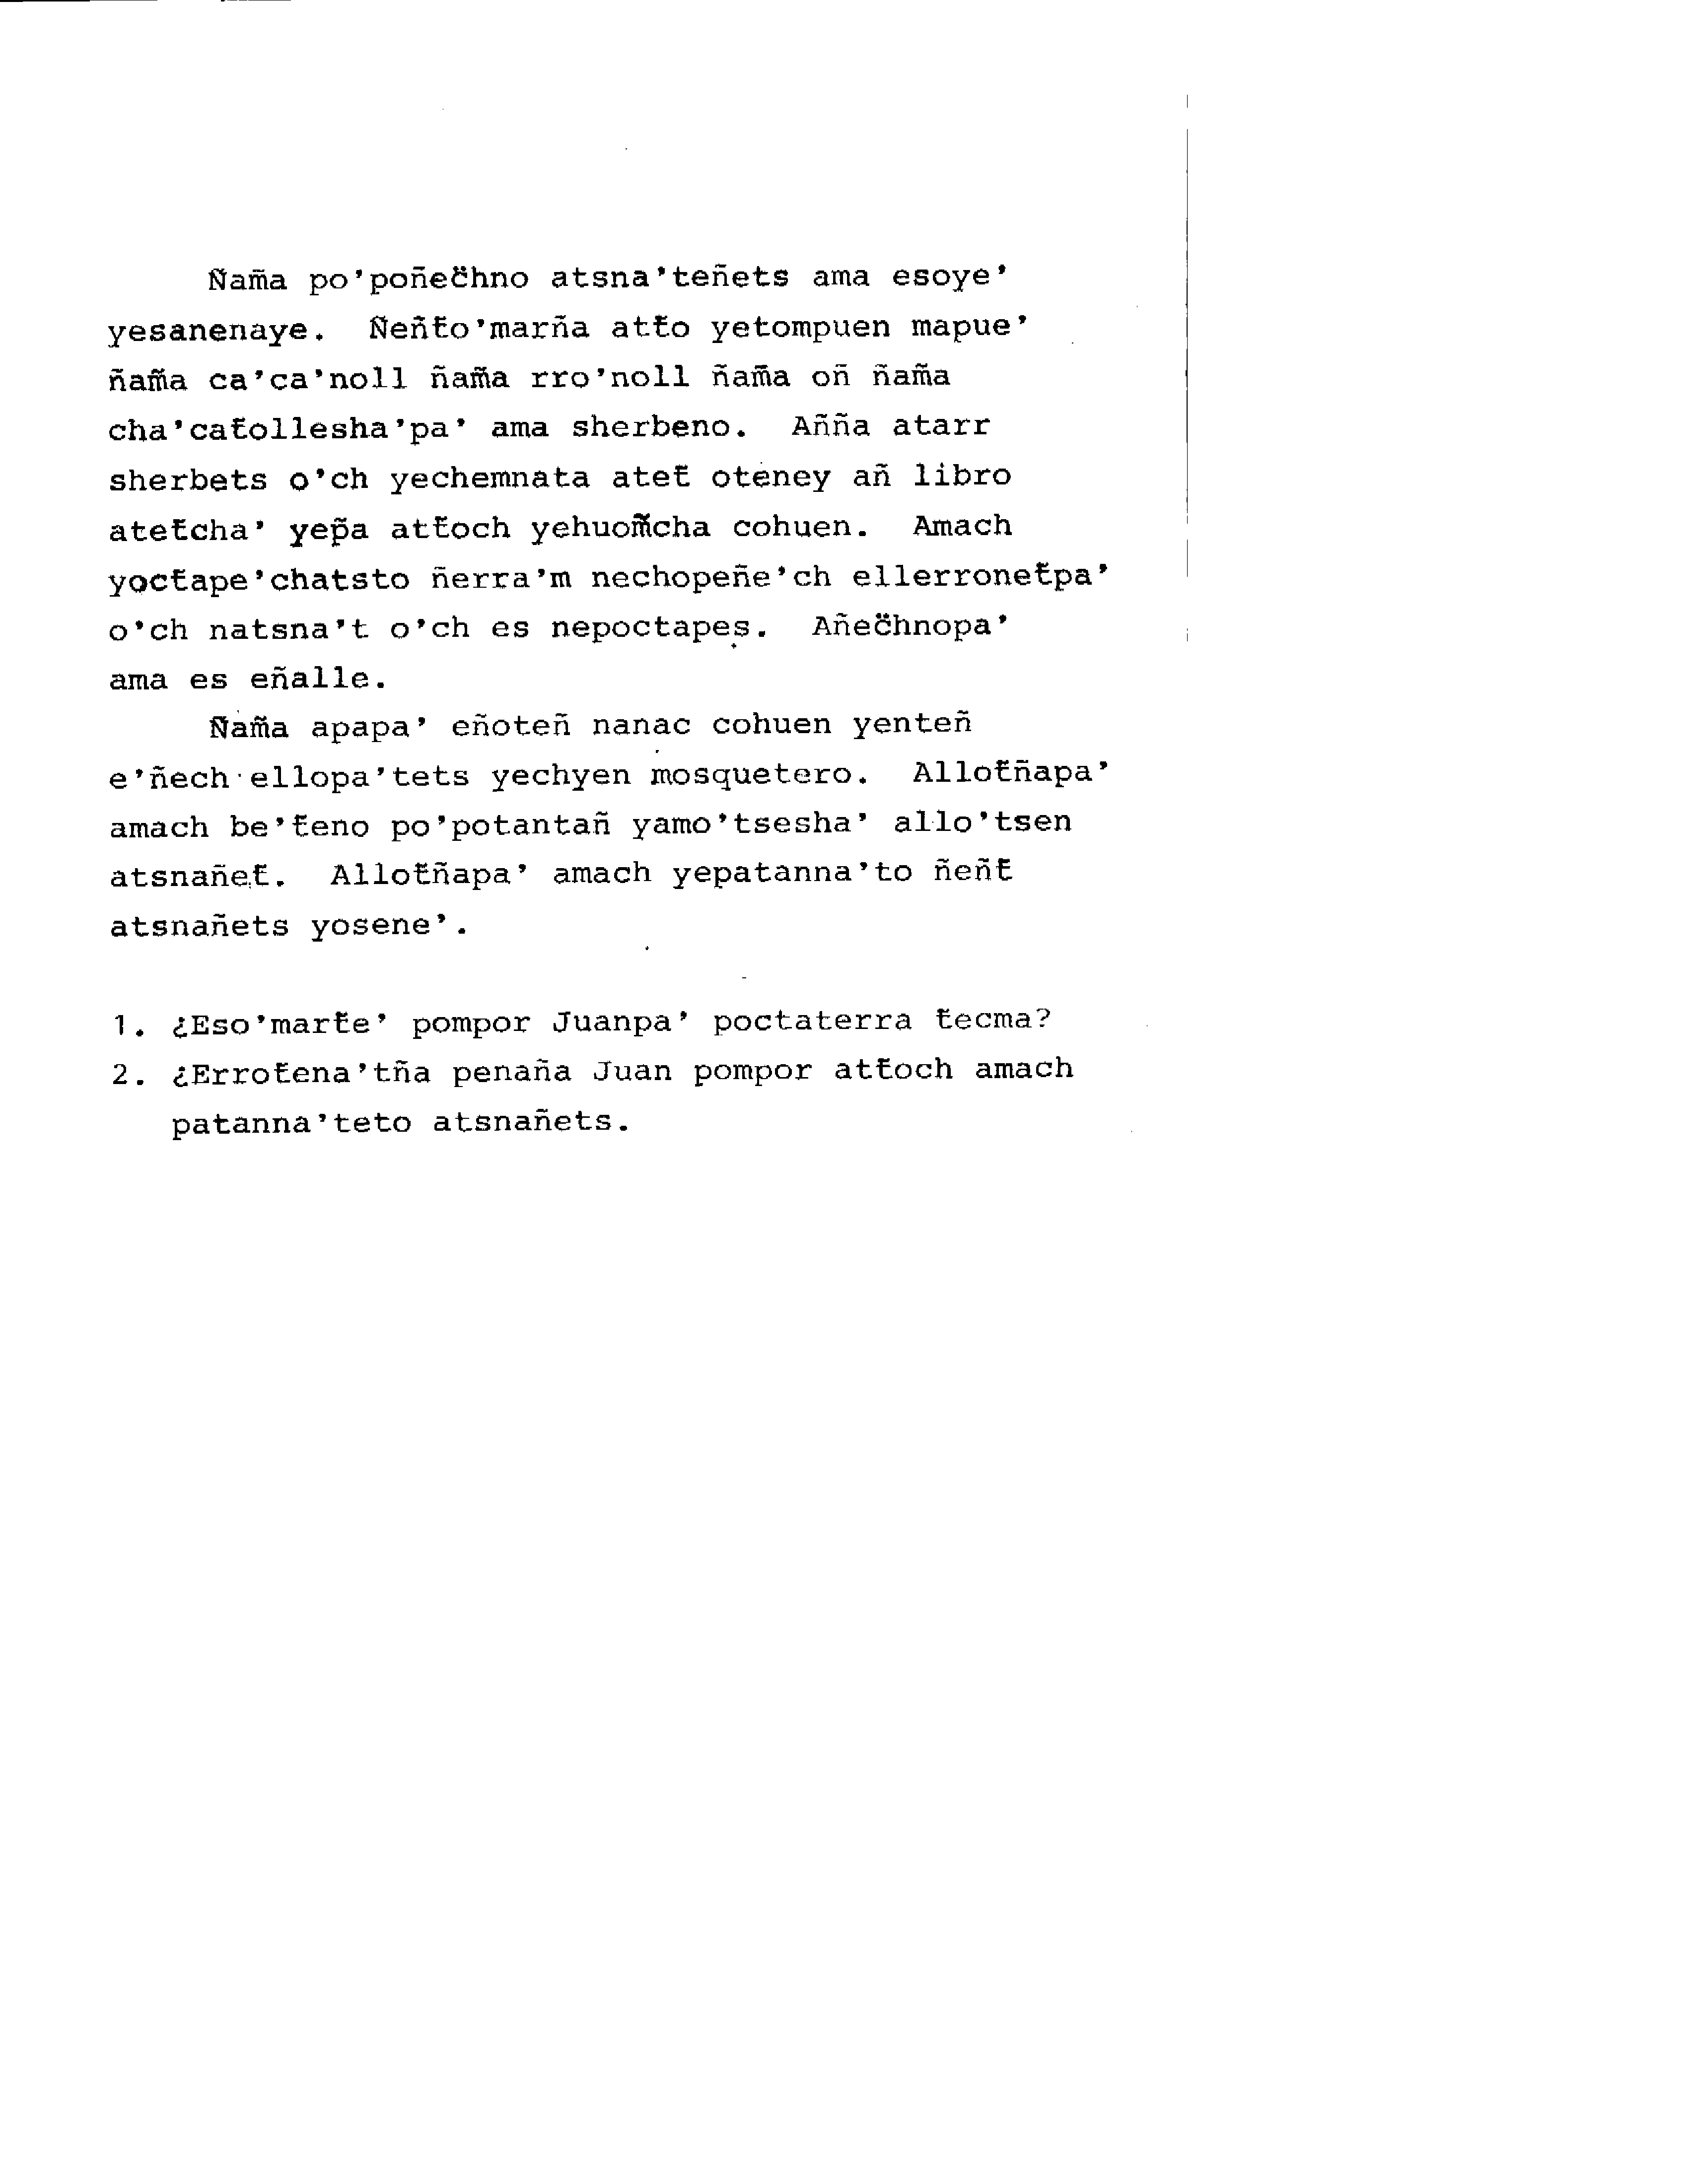 Ñam̃a po’poñec̈hno atsna’teñets ama esoye’
yesanenaye. Ñeñt̃o’marña att̃o yetompuen mapue’
ñam̃a ca’ca’noll ñam̃a rro’noll ñam̃a oñ ñam̃a
cha’cat̃ollesha’pa’ ama sherbeno. Añña atarr
sherbets o’ch yechemnata atet̃ oteney añ libro
atet̃cha’ yep̃a att̃och yehuom̃cha cohuen. Amach
yoct̃ape’chatsto ñerra’m nechopeñe’ch ellerronet̃pa’
o’ch natsna’t o’ch es nepoctapes. Añec̈hnopa’
ama es eñalle.
Ñam̃a apapa’ eñoteñ nanac cohuen yenteñ
e’ñech ellopa’tets yechyen mosquetero. Allot̃ñapa’
amach be’t̃eno po’potantañ yamo’tsesha’ allo’tsen
atsnañet̃. Allot̃ñapa’ amach yepatanna’to ñeñt̃
atsnañets yosene’.
1. ¿Eso’mart̃e’ pompor Juanpa’ poctaterra t̃ecma?
2. ¿Errot̃ena’tña penaña Juan pompor att̃och amach
patanna’teto atsnañets.